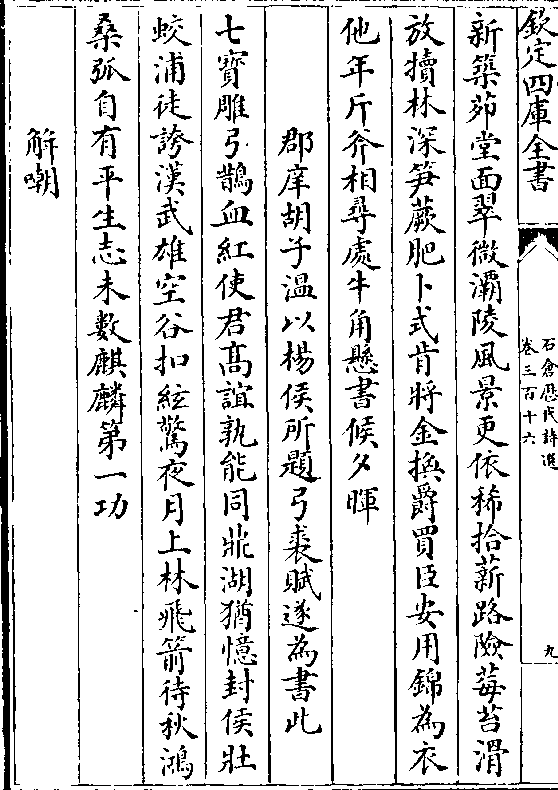 欽定四庫全書
石倉歷代詩選
卷三百十六
九
新築茆堂面翠微灞陵風景更依稀拾薪路險莓苔滑
放犢林深笋蕨肥卜式肯將金換爵買臣安用錦為衣
他年斤斧相尋處牛角懸書候夕暉
郡庠胡子溫以楊侯所題弓裘賦遂為書此
七寶雕弓鵲血紅使君髙誼孰能同鼎湖猶憶封侯壯
蛟浦徒誇漢武雄空谷扣絃驚夜月上林飛箭待秋鴻
桑弧自有平生志未數麒麟第一功
解嘲